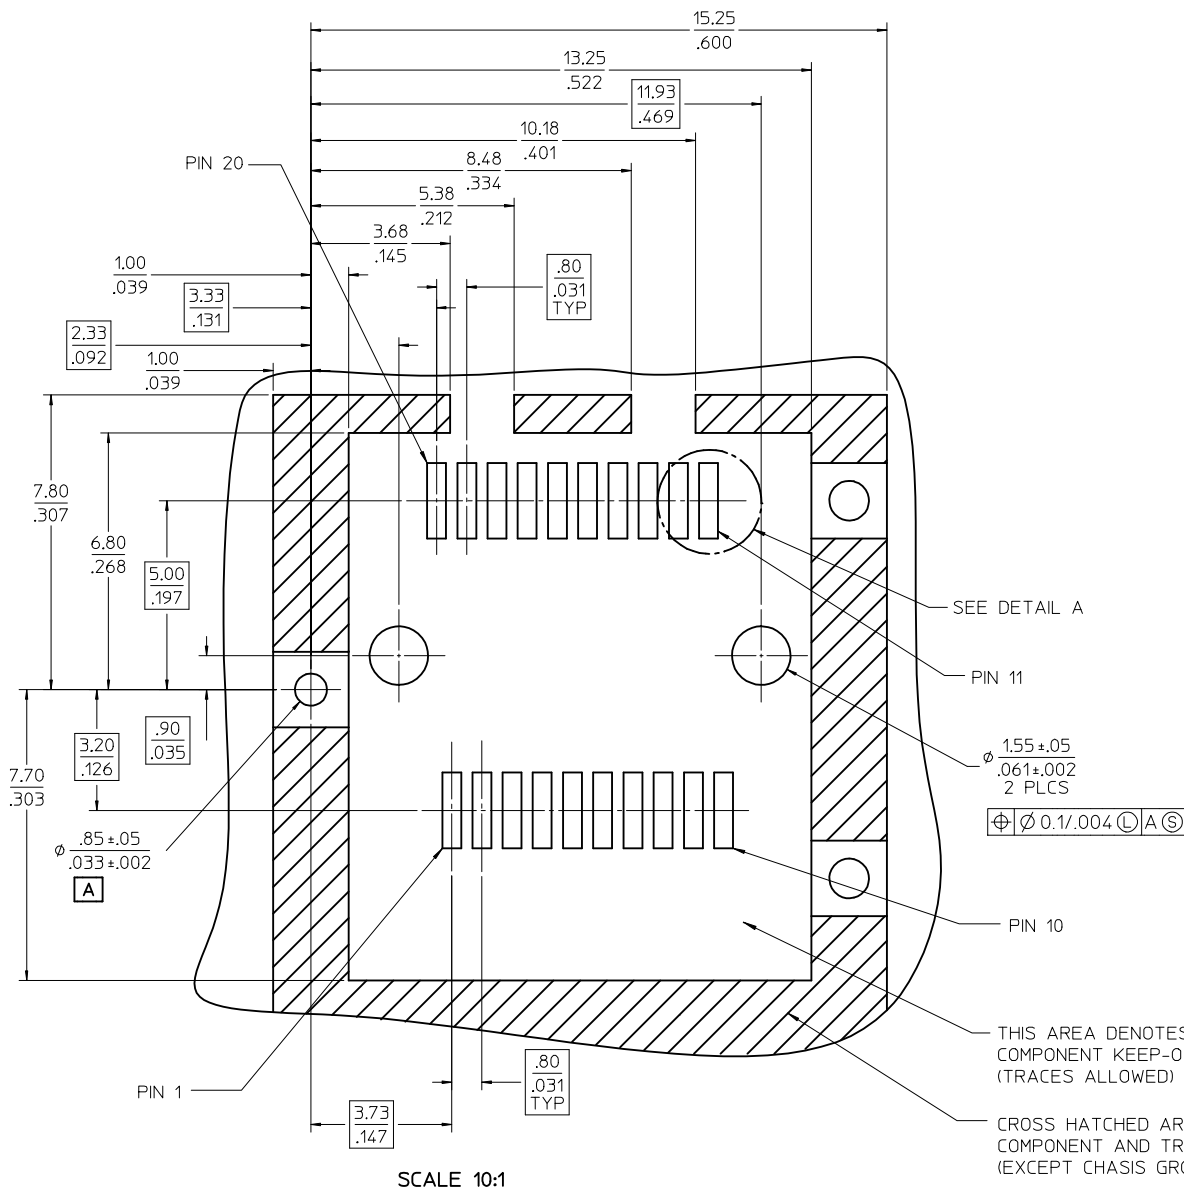 15.25
.600
13.25
.522
11.93
.469
10.18
.401
PIN 20
8.48
.334
5.38
.212
3.68
.145
1.00
.039
.80
.031
TYP
3.33
.131
2.33
.092
1.00
.039
7.80
.307
6.80
.268
5.00
.197
SEE DETAIL A
PIN 11
.90
.035
3.20
.126
7.70
.303
⌀ 1.55±.05
.061±.002
2 PLCS
⌖ ⌀ 0.1/.004 Ⓛ A Ⓢ
⌀ .85±.05
.033±.002
A
PIN 10
THIS AREA DENOTES
COMPONENT KEEP-O
(TRACES ALLOWED)
PIN 1
.80
.031
TYP
3.73
.147
CROSS HATCHED AR
COMPONENT AND TR
(EXCEPT CHASIS GR
SCALE 10:1